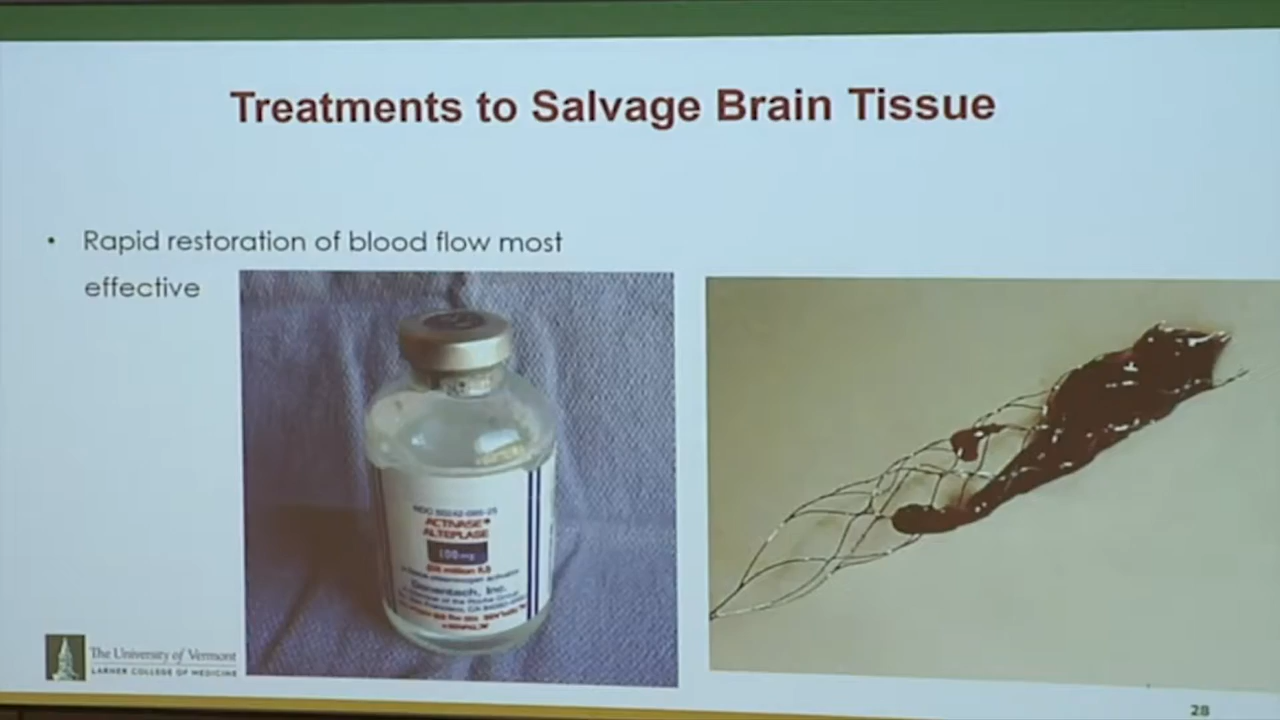 Treatments to Salvage Brain Tissue
• Rapid restoration of blood flow most
effective
ACTIVASE®
ALTEPLASE
100 mg
Genentech, Inc.
The University of Vermont
LARNER COLLEGE OF MEDICINE
28